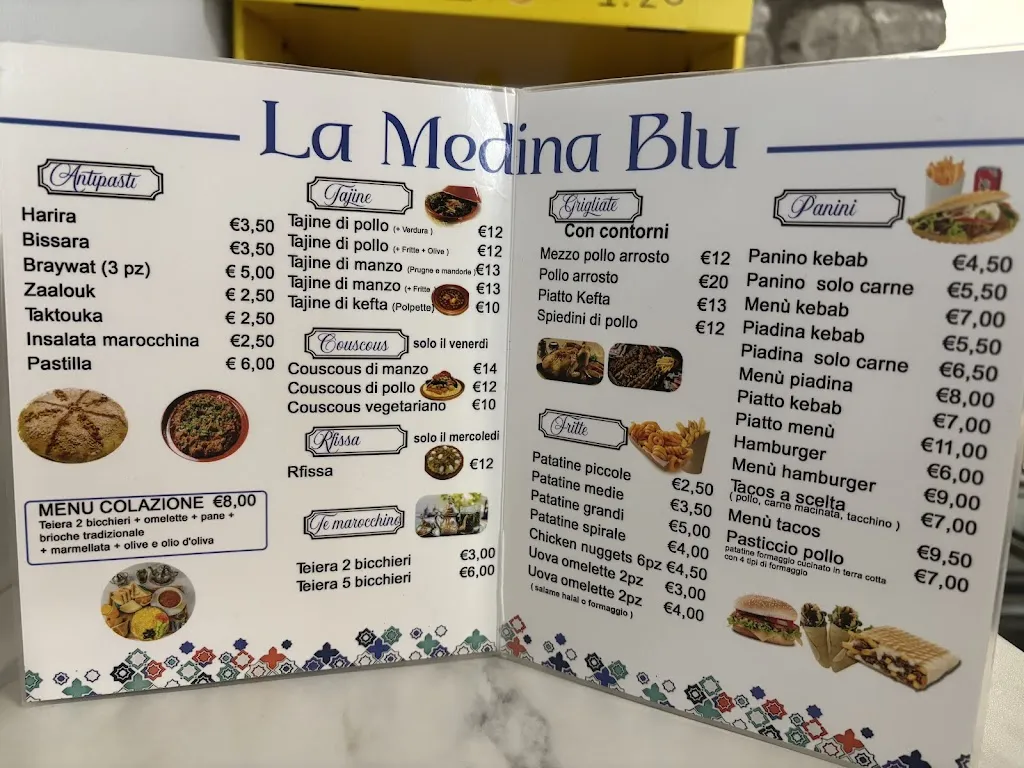 La Medina Blu
Antipasti
Harira €3,50
Bissara €3,50
Braywat (3 pz) € 5,00
Zaalouk € 2,50
Taktouka € 2,50
Insalata marocchina €2,50
Pastilla € 6,00
MENU COLAZIONE €8,00
Teiera 2 bicchieri + omelette + pane +
brioche tradizionale
+ marmellata + olive e olio d'oliva
Tajine
Tajine di pollo (+ Verdura ) €12
Tajine di pollo (+ Fritte + Olive ) €12
Tajine di manzo (Prugne e mandorle) €13
Tajine di manzo (+ Fritte €13
Tajine di kefta (Polpette) €10
Couscous solo il venerdì
Couscous di manzo €14
Couscous di pollo €12
Couscous vegetariano €10
Rfissa solo il mercoledi
Rfissa €12
Te marocchino
Teiera 2 bicchieri €3,00
Teiera 5 bicchieri €6,00
Grigliate
Con contorni
Mezzo pollo arrosto €12
Pollo arrosto €20
Piatto Kefta €13
Spiedini di pollo €12
Fritte
Patatine piccole €2,50
Patatine medie €3,50
Patatine grandi €5,00
Patatine spirale €4,00
Chicken nuggets 6pz €4,50
Uova omelette 2pz €3,00
Uova omelette 2pz €4,00
( salame halal o formaggio )
Panini
Panino kebab €4,50
Panino solo carne €5,50
Menù kebab €7,00
Piadina kebab €5,50
Piadina solo carne €6,50
Menù piadina €8,00
Piatto kebab €7,00
Piatto menù €11,00
Hamburger €6,00
Menù hamburger €9,00
Tacos a scelta €7,00
( pollo, carne macinata, tacchino )
Menù tacos €9,50
Pasticcio pollo €7,00
patatine formaggio cucinato in terra cotta
con 4 tipi di formaggio